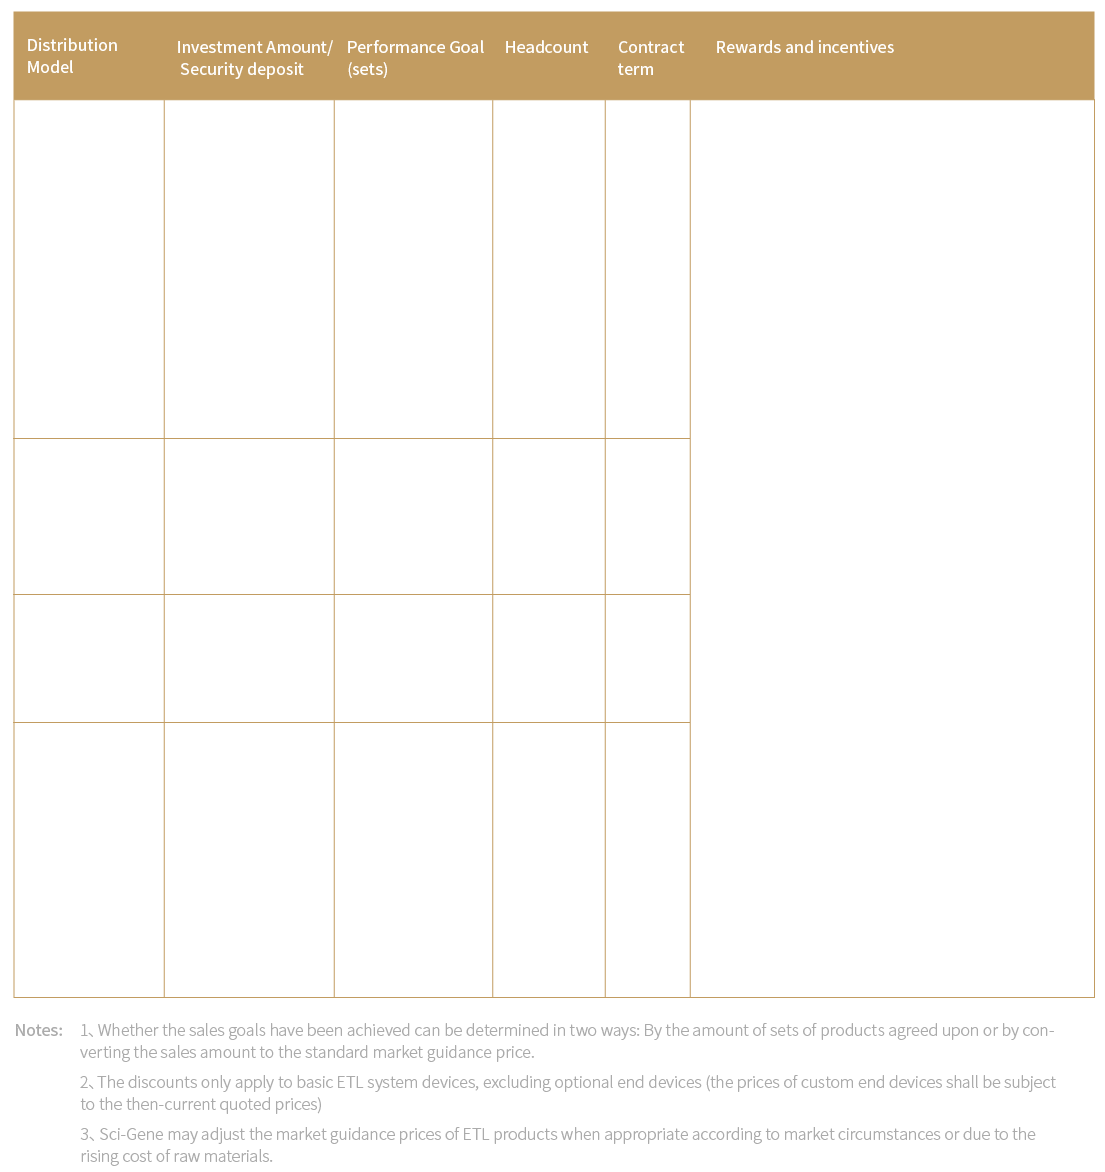 Distribution
Model
Investment Amount/
Security deposit
Performance Goal
(sets)
Headcount
Contract
term
Rewards and incentives
Notes: 1、Whether the sales goals have been achieved can be determined in two ways: By the amount of sets of products agreed upon or by con-
verting the sales amount to the standard market guidance price.
2、The discounts only apply to basic ETL system devices, excluding optional end devices (the prices of custom end devices shall be subject
to the then-current quoted prices)
3、Sci-Gene may adjust the market guidance prices of ETL products when appropriate according to market circumstances or due to the
rising cost of raw materials.